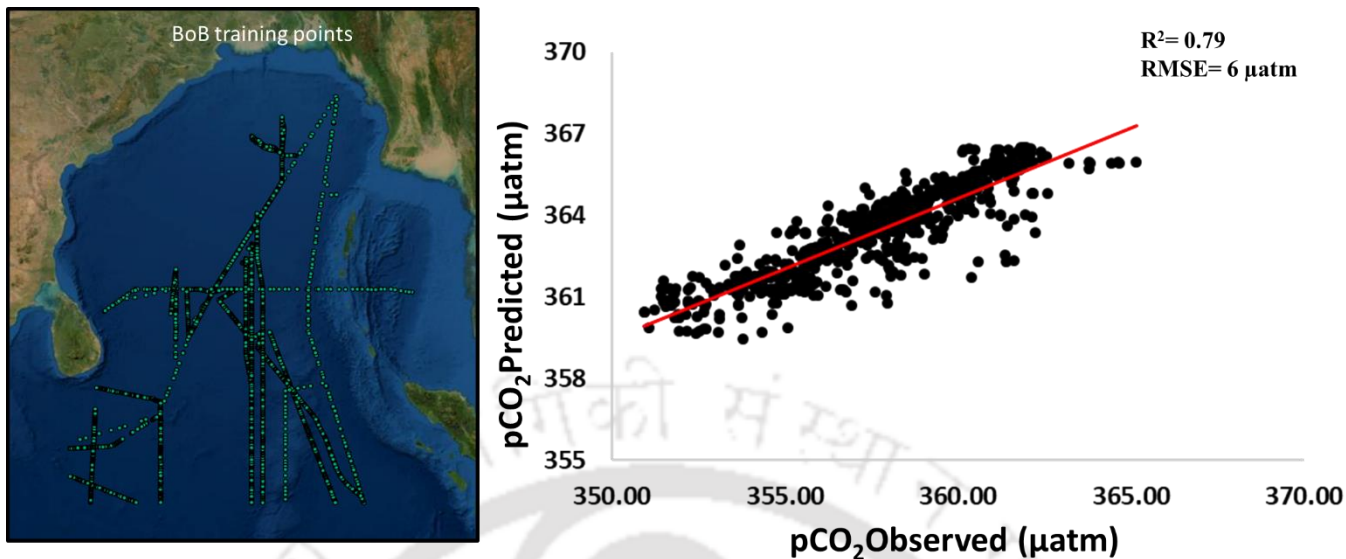 BoB training points
R²= 0.79
RMSE= 6 µatm
pCO₂Predicted (µatm)
370
367
364
361
358
355
350.00 355.00 360.00 365.00 370.00
pCO₂Observed (µatm)